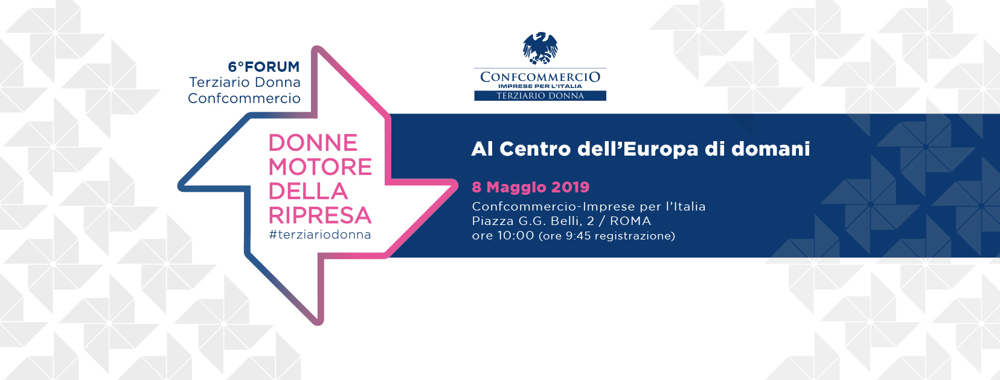 6°FORUM
Terziario Donna
Confcommercio
DONNE
MOTORE
DELLA
RIPRESA
#terziariodonna
CONFCOMMERCIO
IMPRESE PER L'ITALIA
TERZIARIO DONNA
Al Centro dell’Europa di domani
8 Maggio 2019
Confcommercio-Imprese per l’Italia
Piazza G.G. Belli, 2 / ROMA
ore 10:00 (ore 9:45 registrazione)